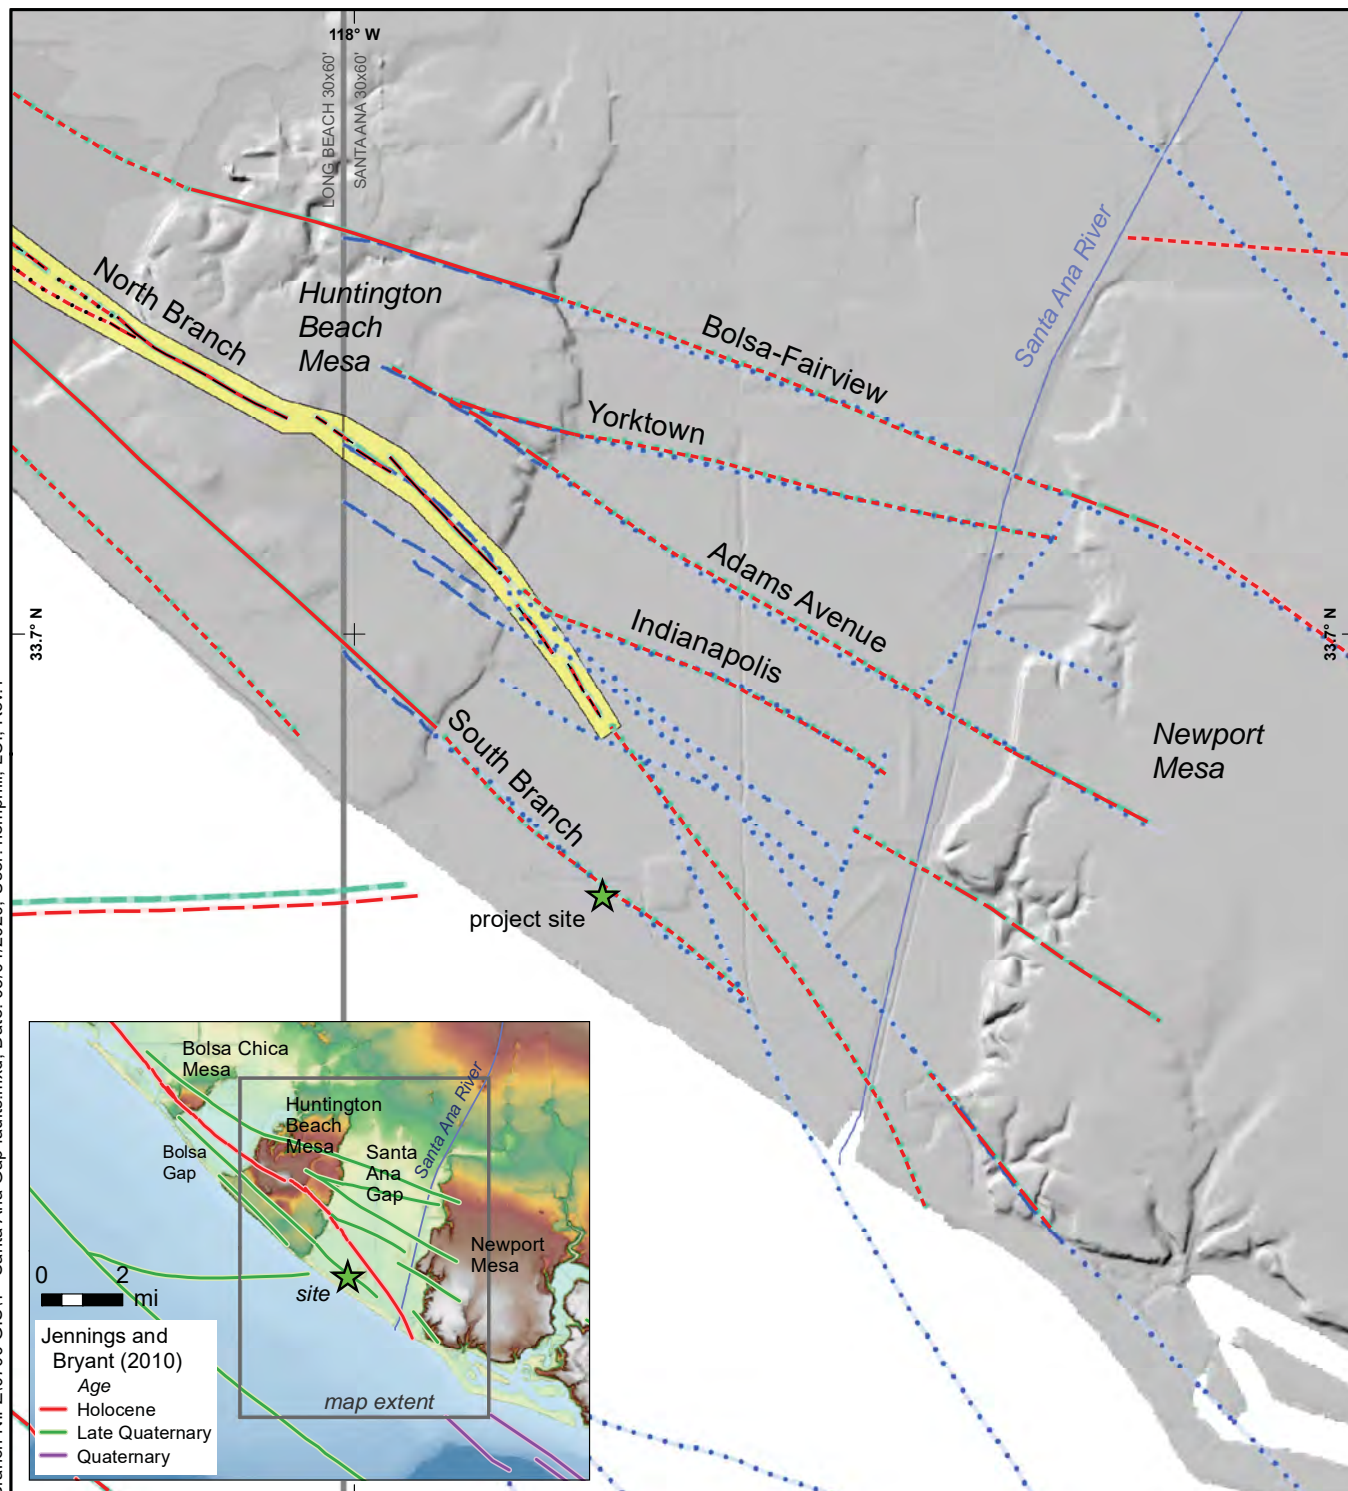 118° W
LONG BEACH 30x60'
SANTA ANA 30x60'
North Branch
Huntington
Beach
Mesa
Bolsa-Fairview
Santa Ana River
Yorktown
Adams Avenue
Indianapolis
33.7° N
33.7° N
South Branch
Newport
Mesa
project site
Bolsa Chica
Mesa
Huntington
Beach
Mesa
Bolsa
Gap
Santa
Ana
Gap
Santa Ana River
Newport
Mesa
site
0 2
mi
Jennings and
Bryant (2010)
Age
Holocene
Late Quaternary
Quaternary
map extent